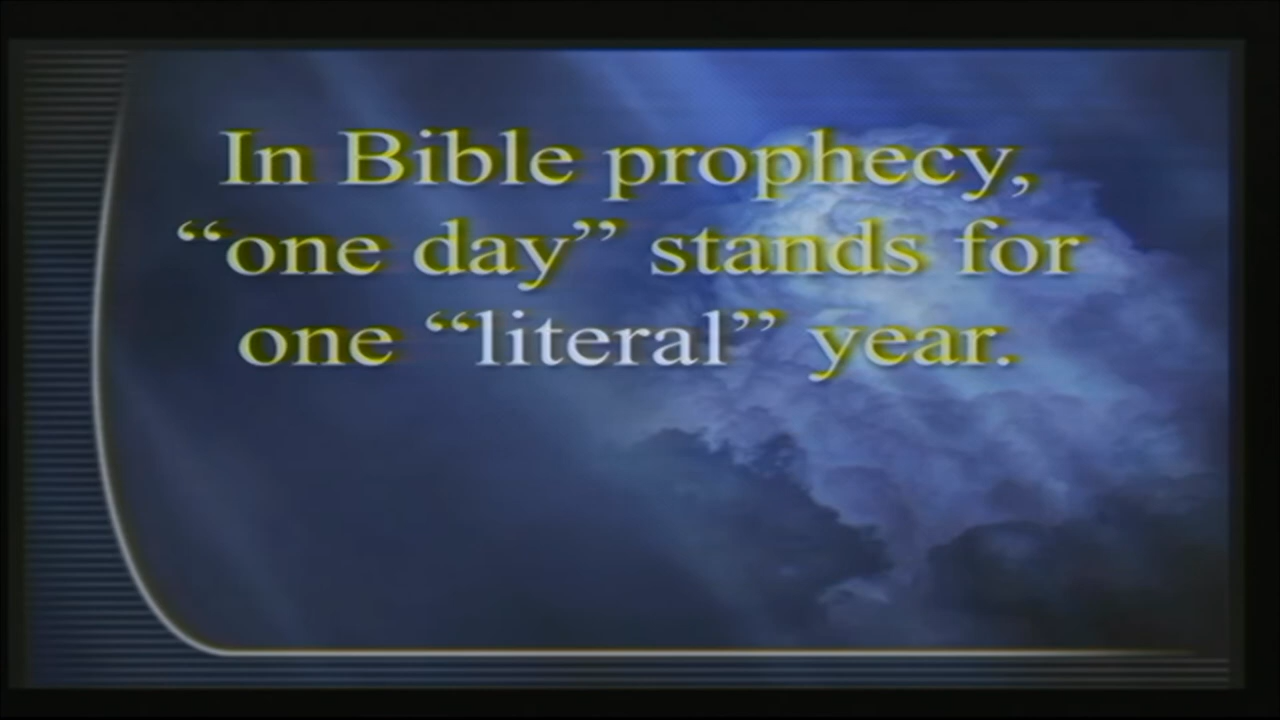 In Bible prophecy,
“one day” stands for
one “literal” year.